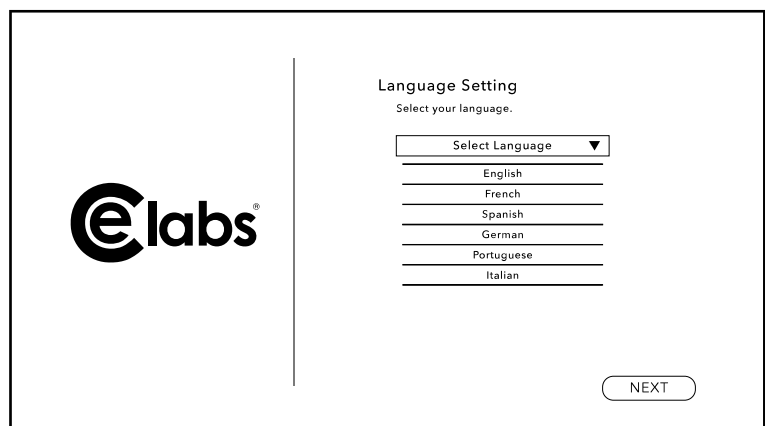 Language Setting
Select your language.
Select Language ▼
English
French
Spanish
German
Portuguese
Italian
ce labs®
NEXT